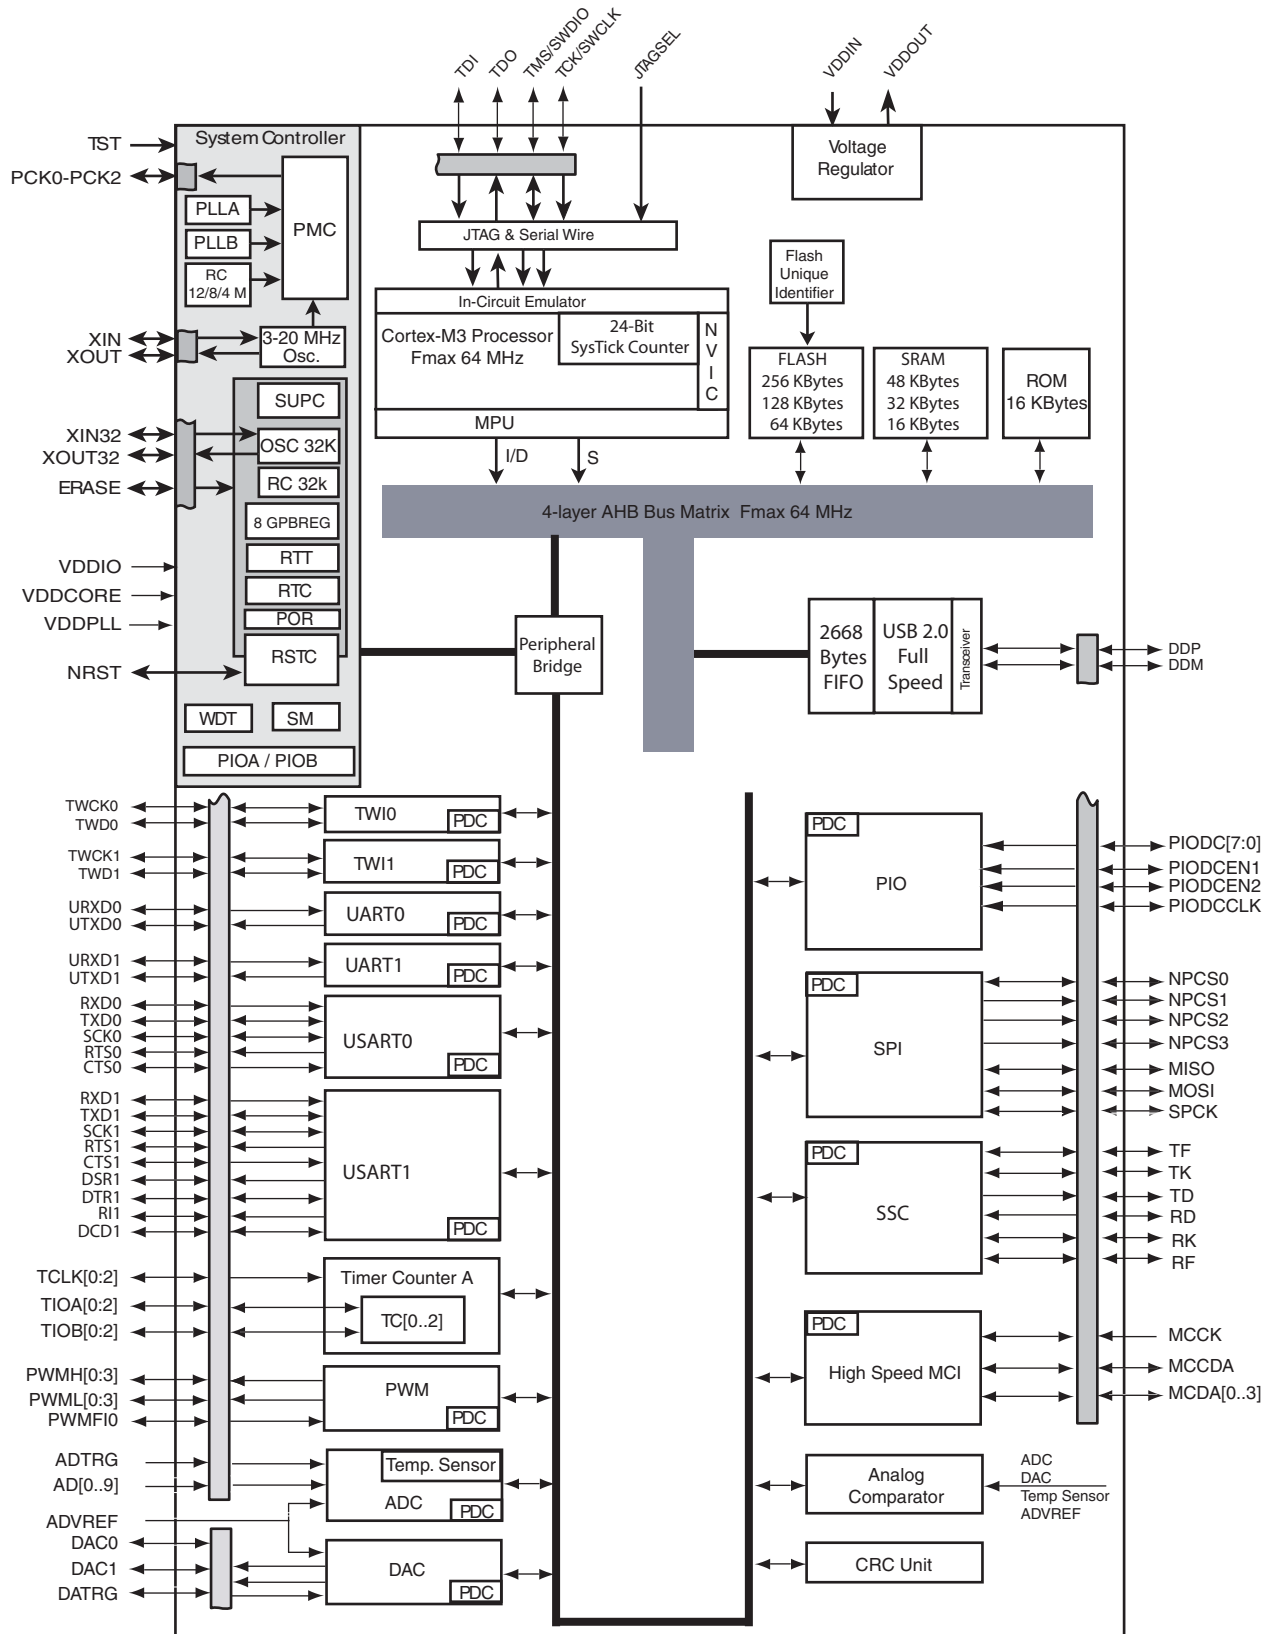 TDI
TDO
TMS/SWDIO
TCK/SWCLK
JTAGSEL
VDDIN
VDDOUT
TST
System Controller
Voltage
Regulator
PCK0-PCK2
PLLA
PMC
PLLB
RC
12/8/4 M
JTAG & Serial Wire
Flash
Unique
Identifier
In-Circuit Emulator
XIN
XOUT
3-20 MHz
Osc.
Cortex-M3 Processor
Fmax 64 MHz
24-Bit
SysTick Counter
N
V
I
C
FLASH
256 KBytes
128 KBytes
64 KBytes
SRAM
48 KBytes
32 KBytes
16 KBytes
ROM
16 KBytes
SUPC
MPU
XIN32
XOUT32
OSC 32K
I/D
S
ERASE
RC 32k
8 GPBREG
4-layer AHB Bus Matrix Fmax 64 MHz
VDDIO
RTT
VDDCORE
RTC
VDDPLL
POR
NRST
RSTC
Peripheral
Bridge
2668
Bytes
FIFO
USB 2.0
Full
Speed
Transceiver
DDP
DDM
WDT
SM
PIOA / PIOB
TWCK0
TWD0
TWI0
PDC
TWCK1
TWD1
TWI1
PDC
URXD0
UTXD0
UART0
PDC
URXD1
UTXD1
UART1
PDC
RXD0
TXD0
SCK0
RTS0
CTS0
USART0
PDC
RXD1
TXD1
SCK1
RTS1
CTS1
DSR1
DTR1
RI1
DCD1
USART1
PDC
TCLK[0:2]
TIOA[0:2]
TIOB[0:2]
Timer Counter A
TC[0..2]
PWMH[0:3]
PWML[0:3]
PWMFI0
PWM
PDC
ADTRG
AD[0..9]
Temp. Sensor
ADC
PDC
ADVREF
DAC0
DAC1
DATRG
DAC
PDC
PDC
PIO
PIODC[7:0]
PIODCEN1
PIODCEN2
PIODCCLK
PDC
SPI
NPCS0
NPCS1
NPCS2
NPCS3
MISO
MOSI
SPCK
PDC
SSC
TF
TK
TD
RD
RK
RF
PDC
High Speed MCI
MCCK
MCCDA
MCDA[0..3]
Analog
Comparator
ADC
DAC
Temp Sensor
ADVREF
CRC Unit